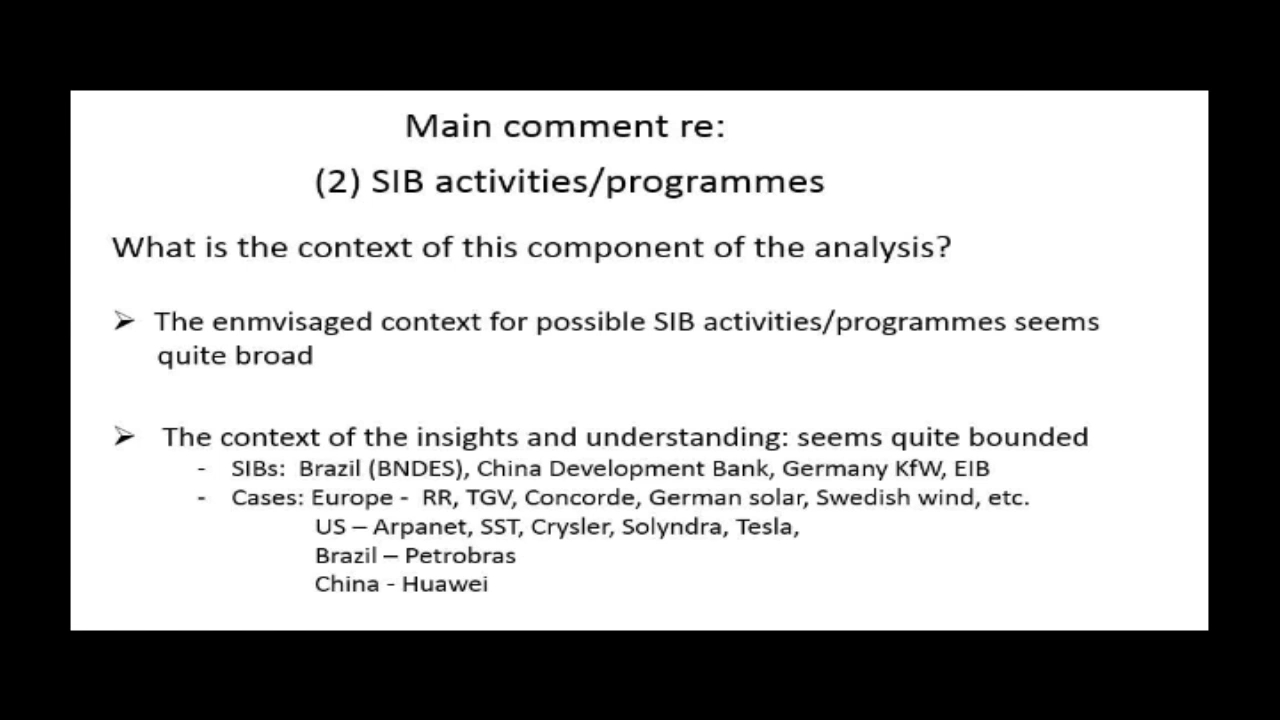 Main comment re:
(2) SIB activities/programmes
What is the context of this component of the analysis?
➢ The enmvisaged context for possible SIB activities/programmes seems
quite broad
➢ The context of the insights and understanding: seems quite bounded
- SIBs: Brazil (BNDES), China Development Bank, Germany KfW, EIB
- Cases: Europe - RR, TGV, Concorde, German solar, Swedish wind, etc.
US – Arpanet, SST, Crysler, Solyndra, Tesla,
Brazil – Petrobras
China - Huawei